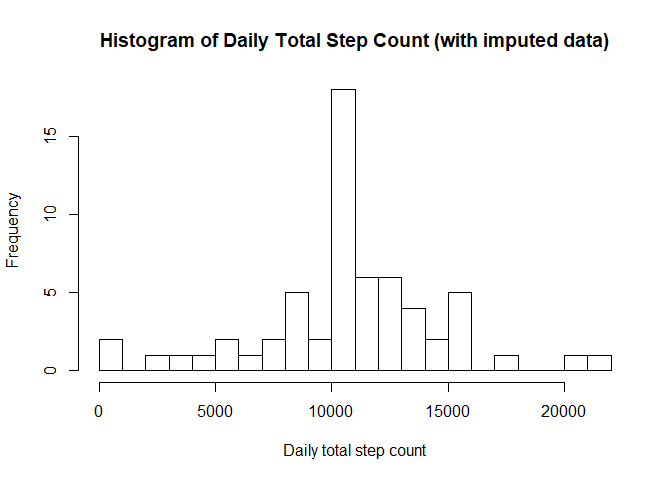 Histogram of Daily Total Step Count (with imputed data)
Frequency
15
10
5
0
0 5000 10000 15000 20000
Daily total step count